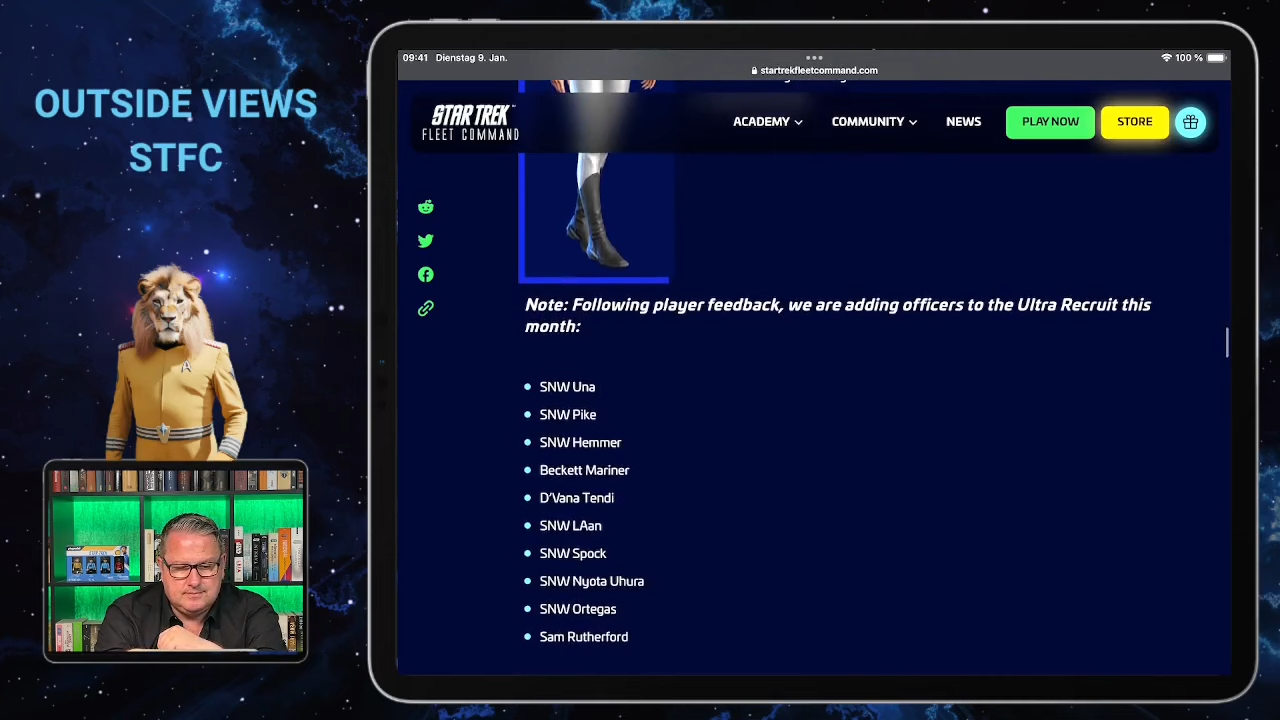 OUTSIDE VIEWS
STFC
09:41 Dienstag 9. Jan.
100 %
startrekfleetcommand.com
STAR TREK
FLEET COMMAND
ACADEMY
COMMUNITY
NEWS
PLAY NOW
STORE
Note: Following player feedback, we are adding officers to the Ultra Recruit this
month:
SNW Una
SNW Pike
SNW Hemmer
Beckett Mariner
D’Vana Tendi
SNW LAan
SNW Spock
SNW Nyota Uhura
SNW Ortegas
Sam Rutherford